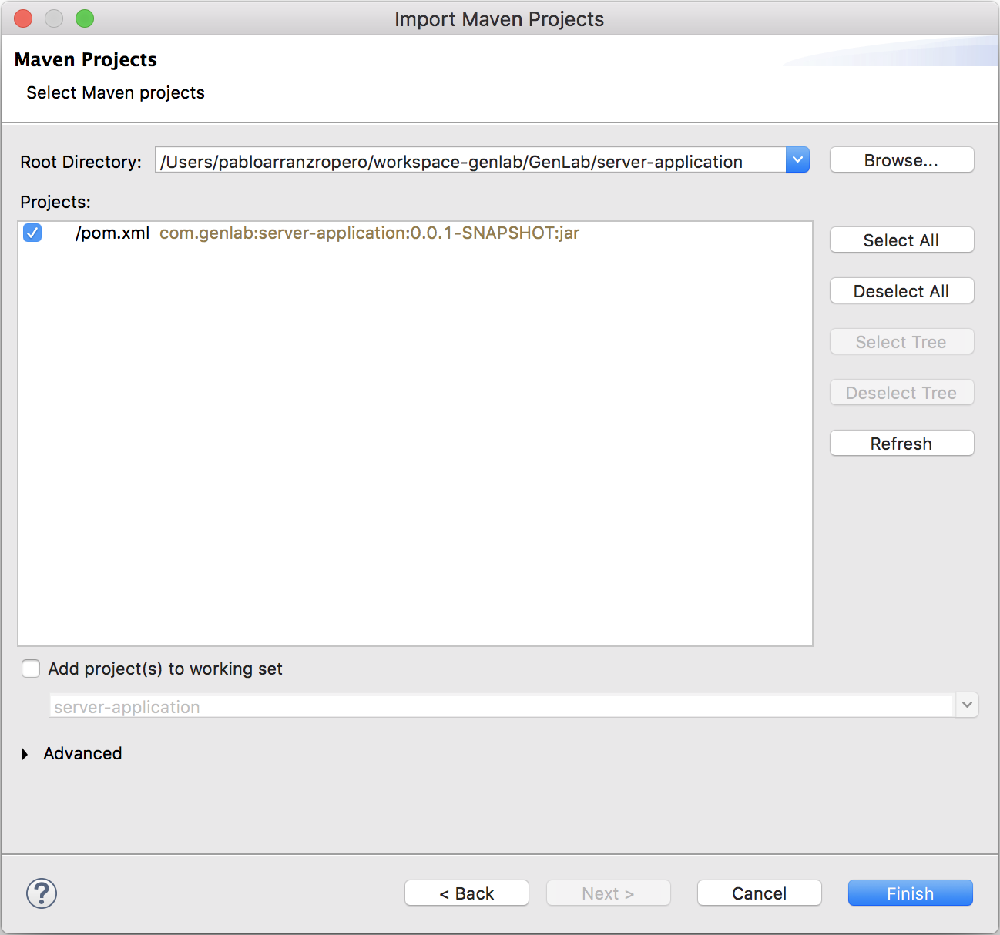 Import Maven Projects
Maven Projects
Select Maven projects
Root Directory: /Users/pabloarranzropero/workspace-genlab/GenLab/server-application Browse...
Projects:
/pom.xml com.genlab:server-application:0.0.1-SNAPSHOT:jar
Select All
Deselect All
Select Tree
Deselect Tree
Refresh
Add project(s) to working set
server-application
Advanced
? < Back Next > Cancel Finish